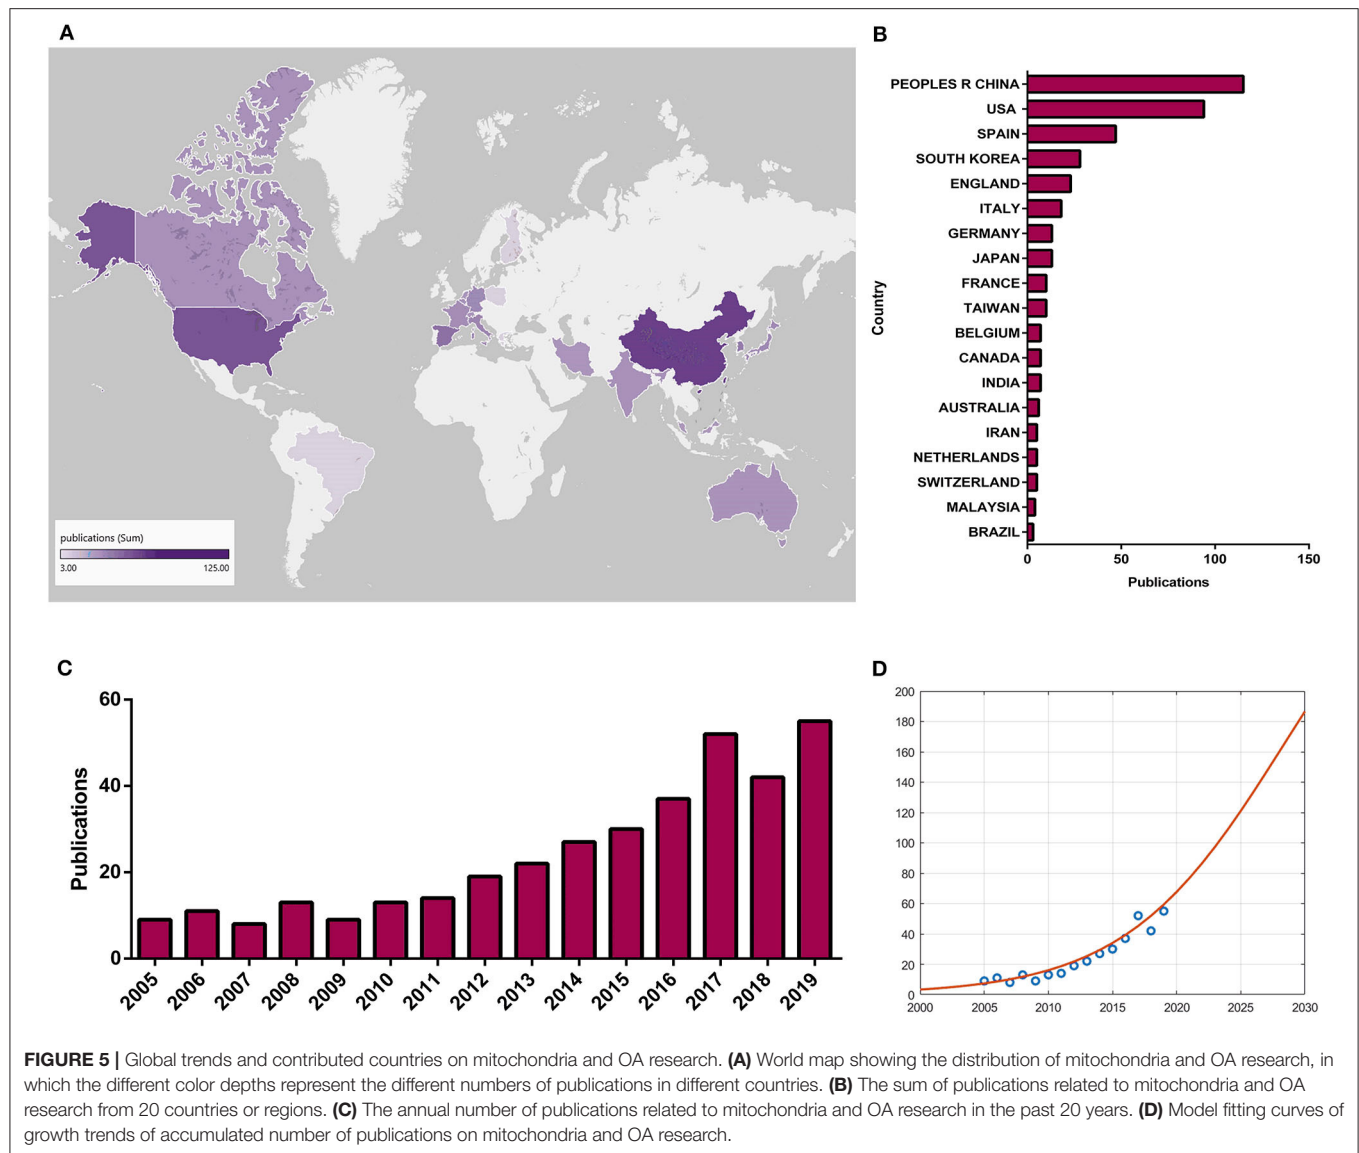 A
publications (Sum)
3.00 125.00
B
Country
PEOPLES R CHINA
USA
SPAIN
SOUTH KOREA
ENGLAND
ITALY
GERMANY
JAPAN
FRANCE
TAIWAN
BELGIUM
CANADA
INDIA
AUSTRALIA
IRAN
NETHERLANDS
SWITZERLAND
MALAYSIA
BRAZIL
0 50 100 150
Publications
C
Publications
60
40
20
0
2005 2006 2007 2008 2009 2010 2011 2012 2013 2014 2015 2016 2017 2018 2019
D
200
180
160
140
120
100
80
60
40
20
0
2000 2005 2010 2015 2020 2025 2030
FIGURE 5 | Global trends and contributed countries on mitochondria and OA research. (A) World map showing the distribution of mitochondria and OA research, in
which the different color depths represent the different numbers of publications in different countries. (B) The sum of publications related to mitochondria and OA
research from 20 countries or regions. (C) The annual number of publications related to mitochondria and OA research in the past 20 years. (D) Model fitting curves of
growth trends of accumulated number of publications on mitochondria and OA research.